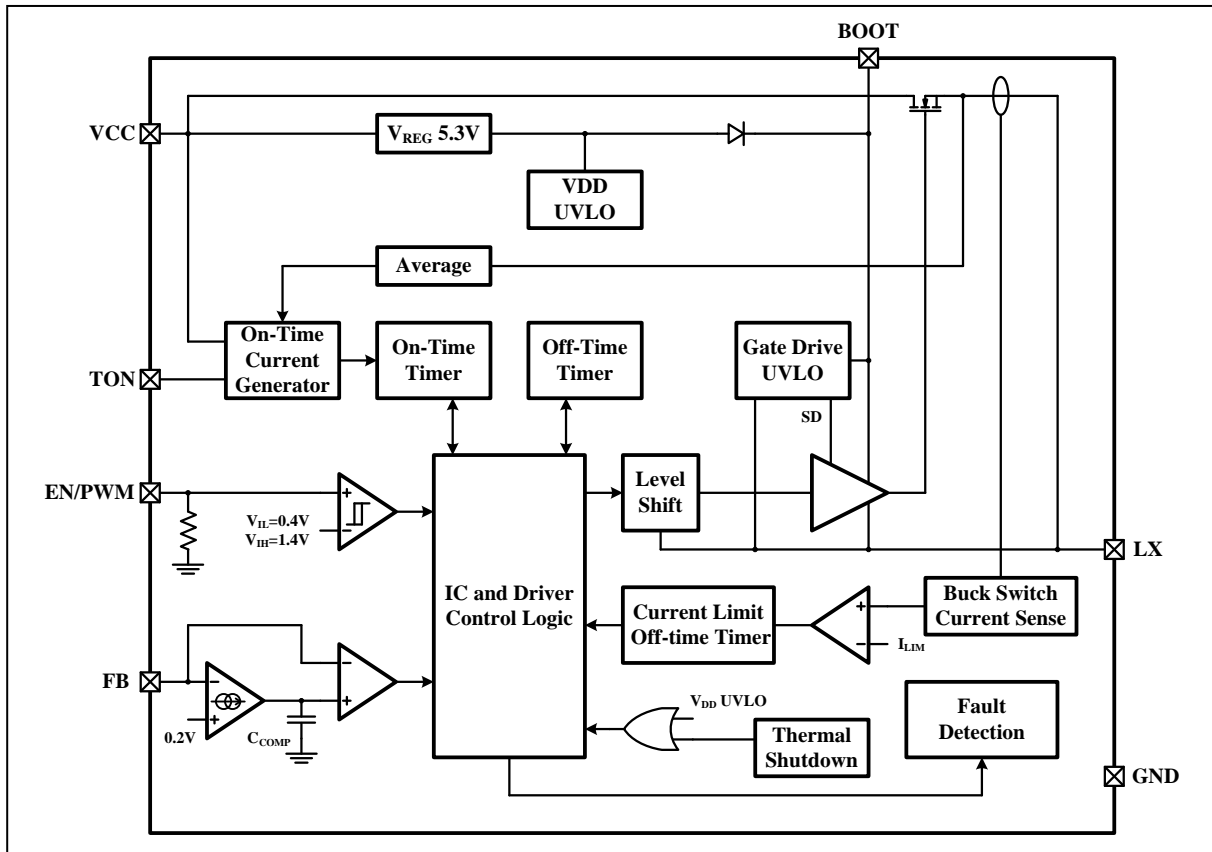 BOOT
VCC
V_REG 5.3V
VDD
UVLO
Average
On-Time
Current
Generator
On-Time
Timer
Off-Time
Timer
Gate Drive
UVLO
TON
SD
EN/PWM
+
−
V_IL=0.4V
V_IH=1.4V
Level
Shift
LX
IC and Driver
Control Logic
Current Limit
Off-time Timer
+
−
I_LIM
Buck Switch
Current Sense
FB
−
+
0.2V
C_COMP
−
+
V_DD UVLO
Thermal
Shutdown
Fault
Detection
GND